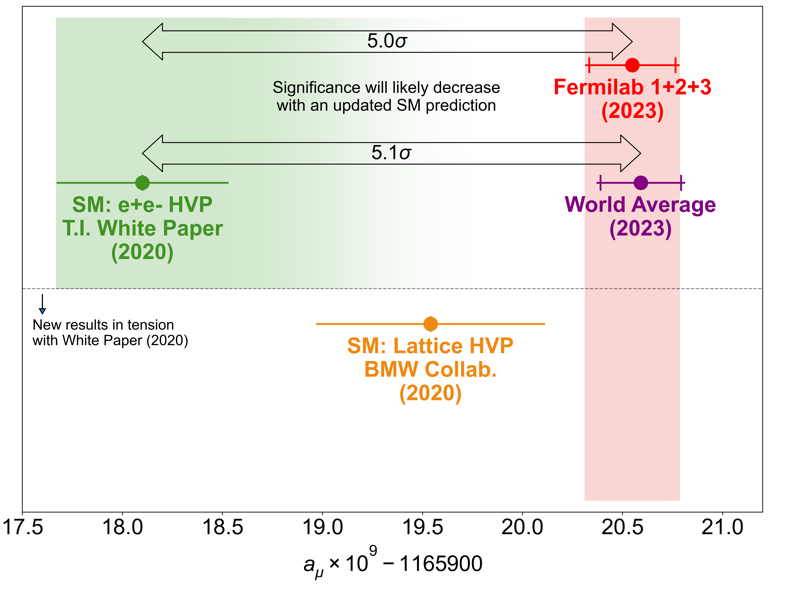 5.0σ
Significance will likely decrease
with an updated SM prediction
Fermilab 1+2+3
(2023)
5.1σ
SM: e+e- HVP
T.I. White Paper
(2020)
World Average
(2023)
New results in tension
with White Paper (2020)
SM: Lattice HVP
BMW Collab.
(2020)
17.5 18.0 18.5 19.0 19.5 20.0 20.5 21.0
aμ × 10⁹ − 1165900